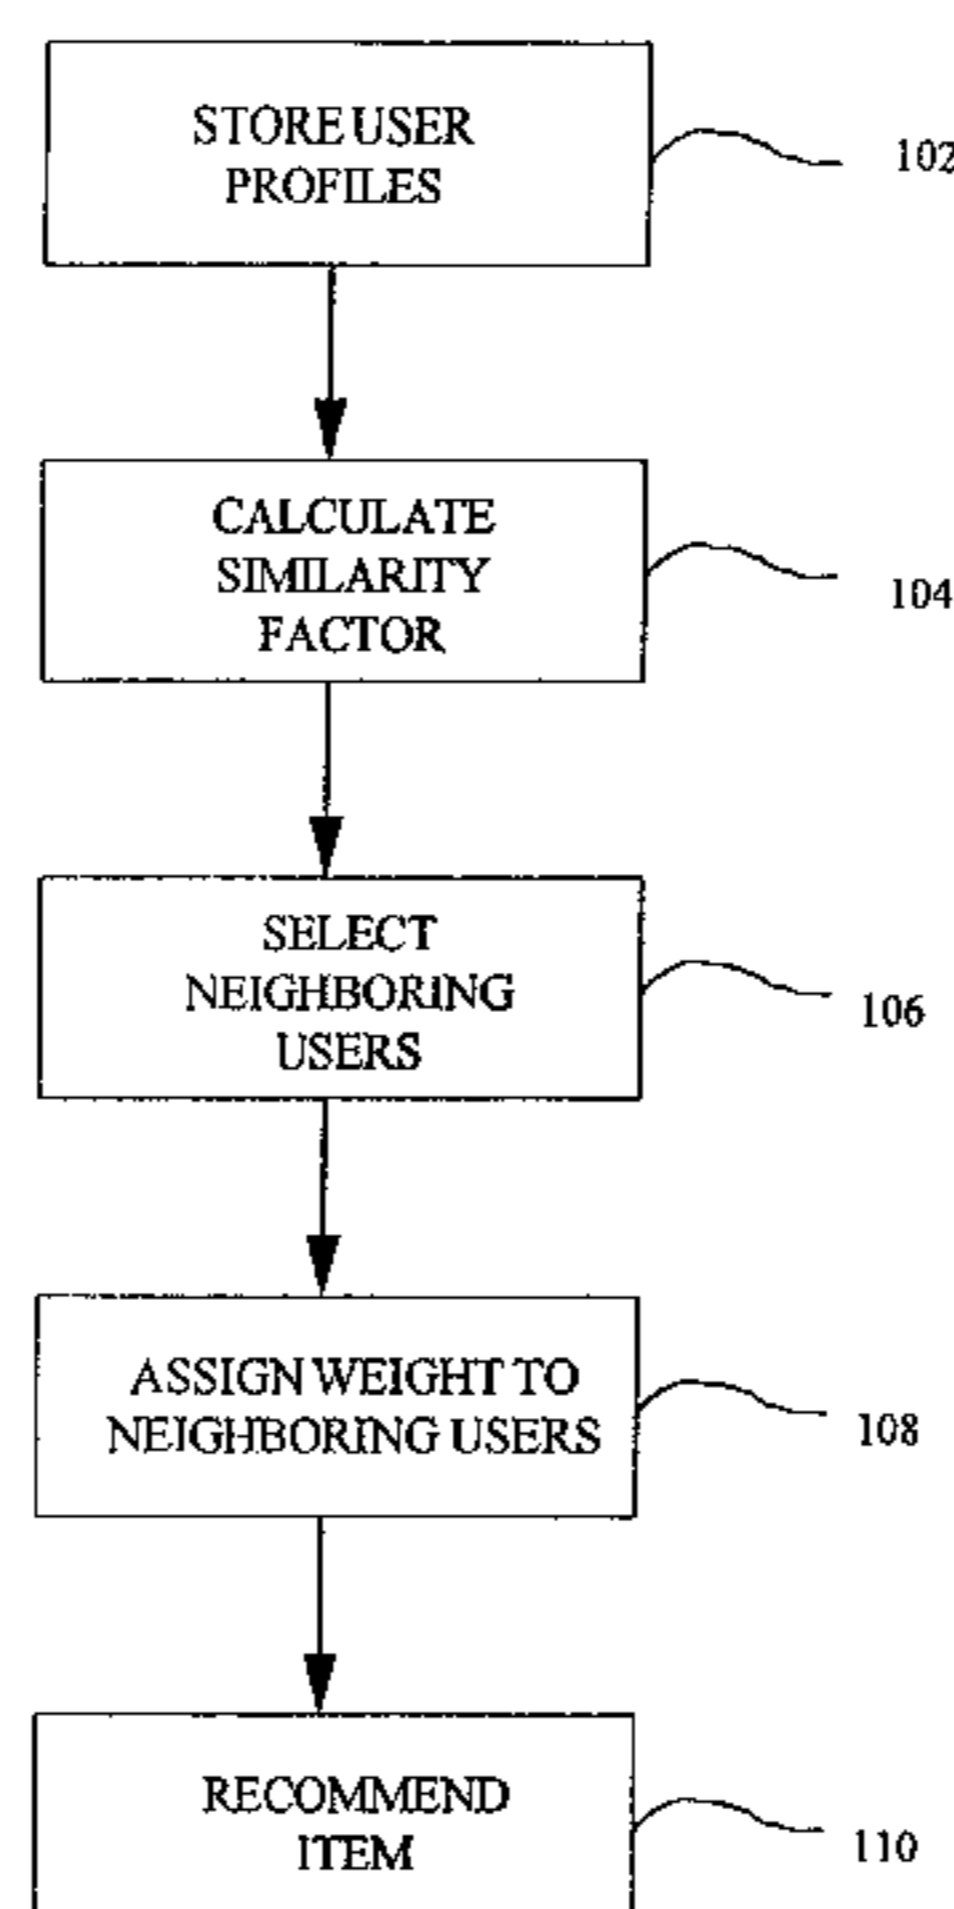 STORE USER
PROFILES
102
CALCULATE
SIMILARITY
FACTOR
104
SELECT
NEIGHBORING
USERS
106
ASSIGN WEIGHT TO
NEIGHBORING USERS
108
RECOMMEND
ITEM
110